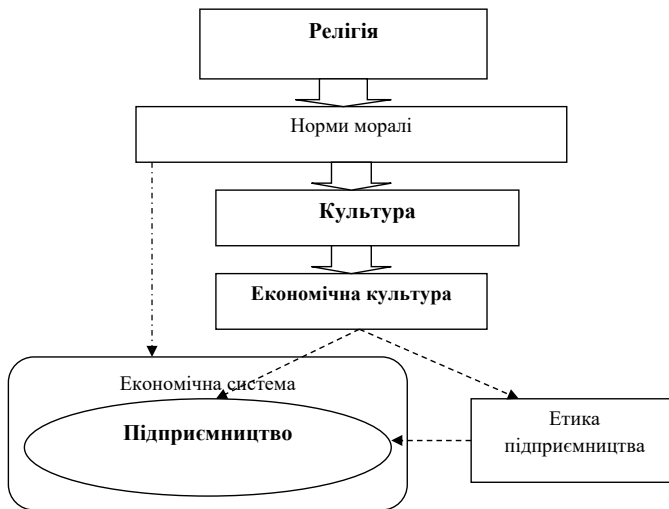 Релігія
Норми моралі
Культура
Економічна культура
Економічна система
Підприємництво
Етика
підприємництва